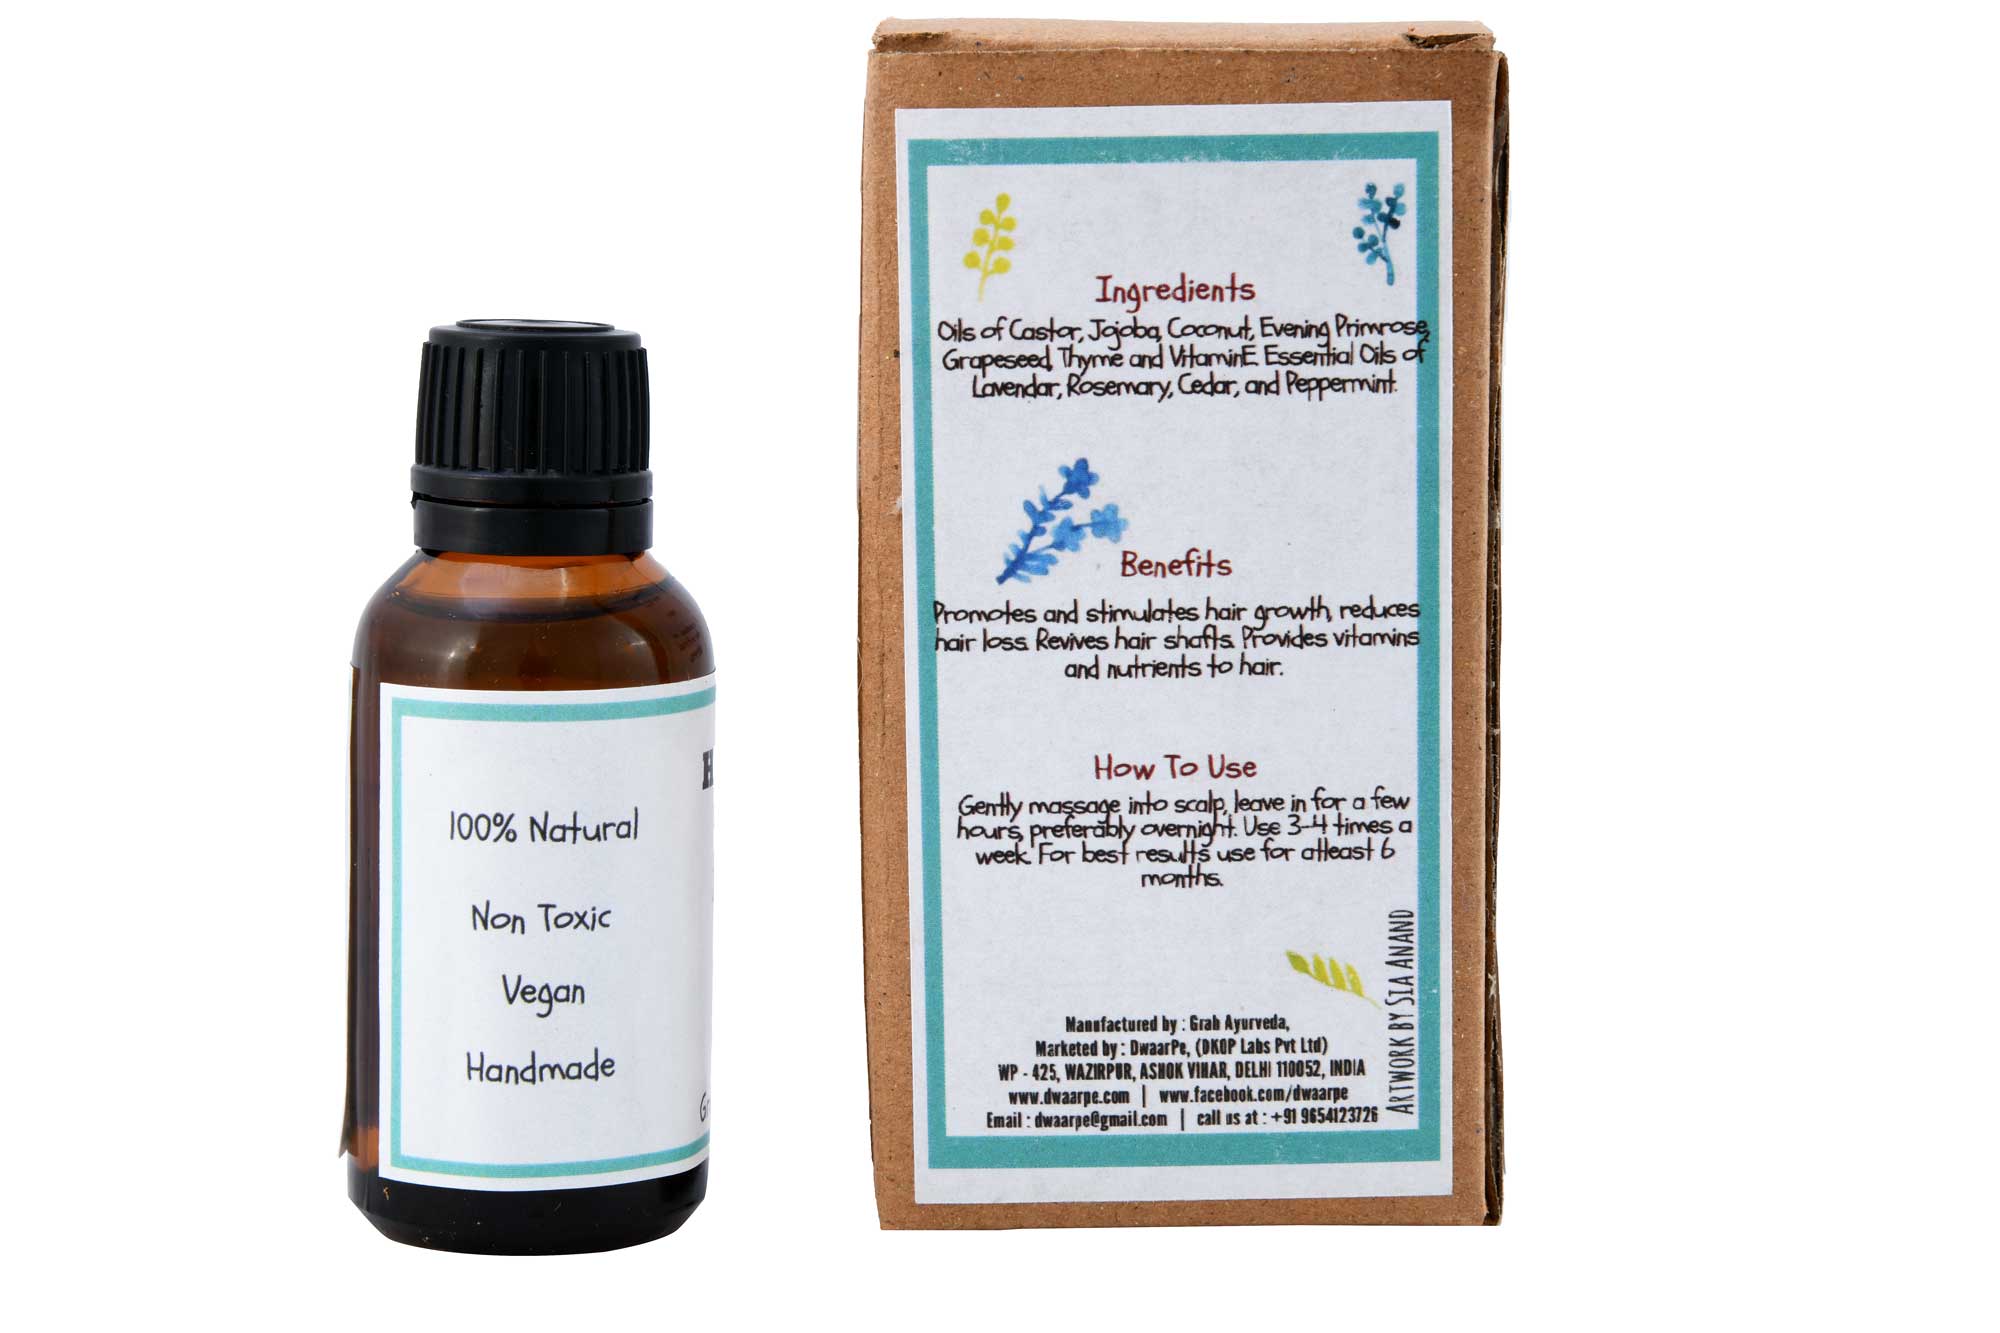 100% Natural
Non Toxic
Vegan
Handmade
Ingredients
Oils of Castor, Jojoba, Coconut, Evening Primrose,
Grapeseed, Thyme and VitaminE. Essential Oils of
Lavendar, Rosemary, Cedar, and Peppermint.
Benefits
Promotes and stimulates hair growth, reduces
hair loss. Revives hair shafts. Provides vitamins
and nutrients to hair.
How To Use
Gently massage into scalp, leave in for a few
hours, preferably overnight. Use 3-4 times a
week. For best results use for atleast 6
months.
ARTWORK BY SIA ANAND
Manufactured by : Grah Ayurveda,
Marketed by : DwaarPe, (DKOP Labs Pvt Ltd)
WP - 425, WAZIRPUR, ASHOK VIHAR, DELHI 110052, INDIA
www.dwaarpe.com | www.facebook.com/dwaarpe
Email : dwaarpe@gmail.com | call us at : +91 9654123726